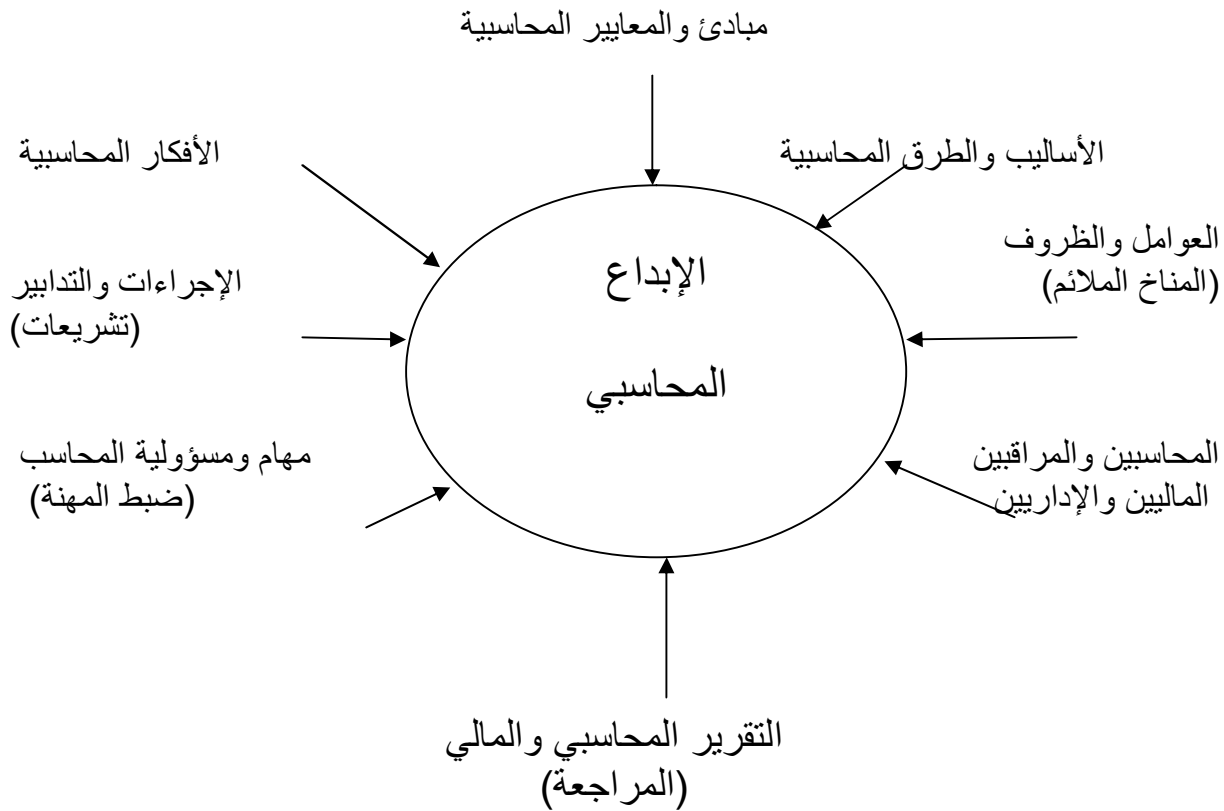 مبادئ والمعايير المحاسبية
الأساليب والطرق المحاسبية
الأفكار المحاسبية
العوامل والظروف
(المناخ الملائم)
الإبداع
المحاسبي
الإجراءات والتدابير
(تشريعات)
المحاسبين والمراقبين
الماليين والإداريين
مهام ومسؤولية المحاسب
(ضبط المهنة)
التقرير المحاسبي والمالي
(المراجعة)